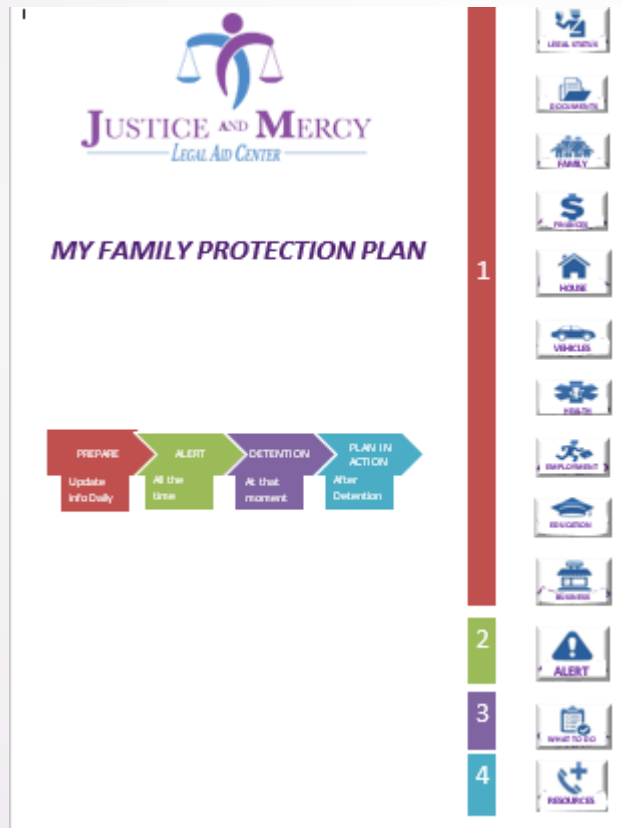 JUSTICE AND MERCY
LEGAL AID CENTER
MY FAMILY PROTECTION PLAN
PREPARE
ALERT
DETENTION
PLAN IN
ACTION
Update
info Daily
All the
time
At that
moment
After
Detention
1
LEGAL STATUS
DOCUMENTS
FAMILY
FINANCES
HOUSE
VEHICLES
HEALTH
EMPLOYMENT
EDUCATION
BUSINESS
2
ALERT
3
WHAT TO DO
4
RESOURCES